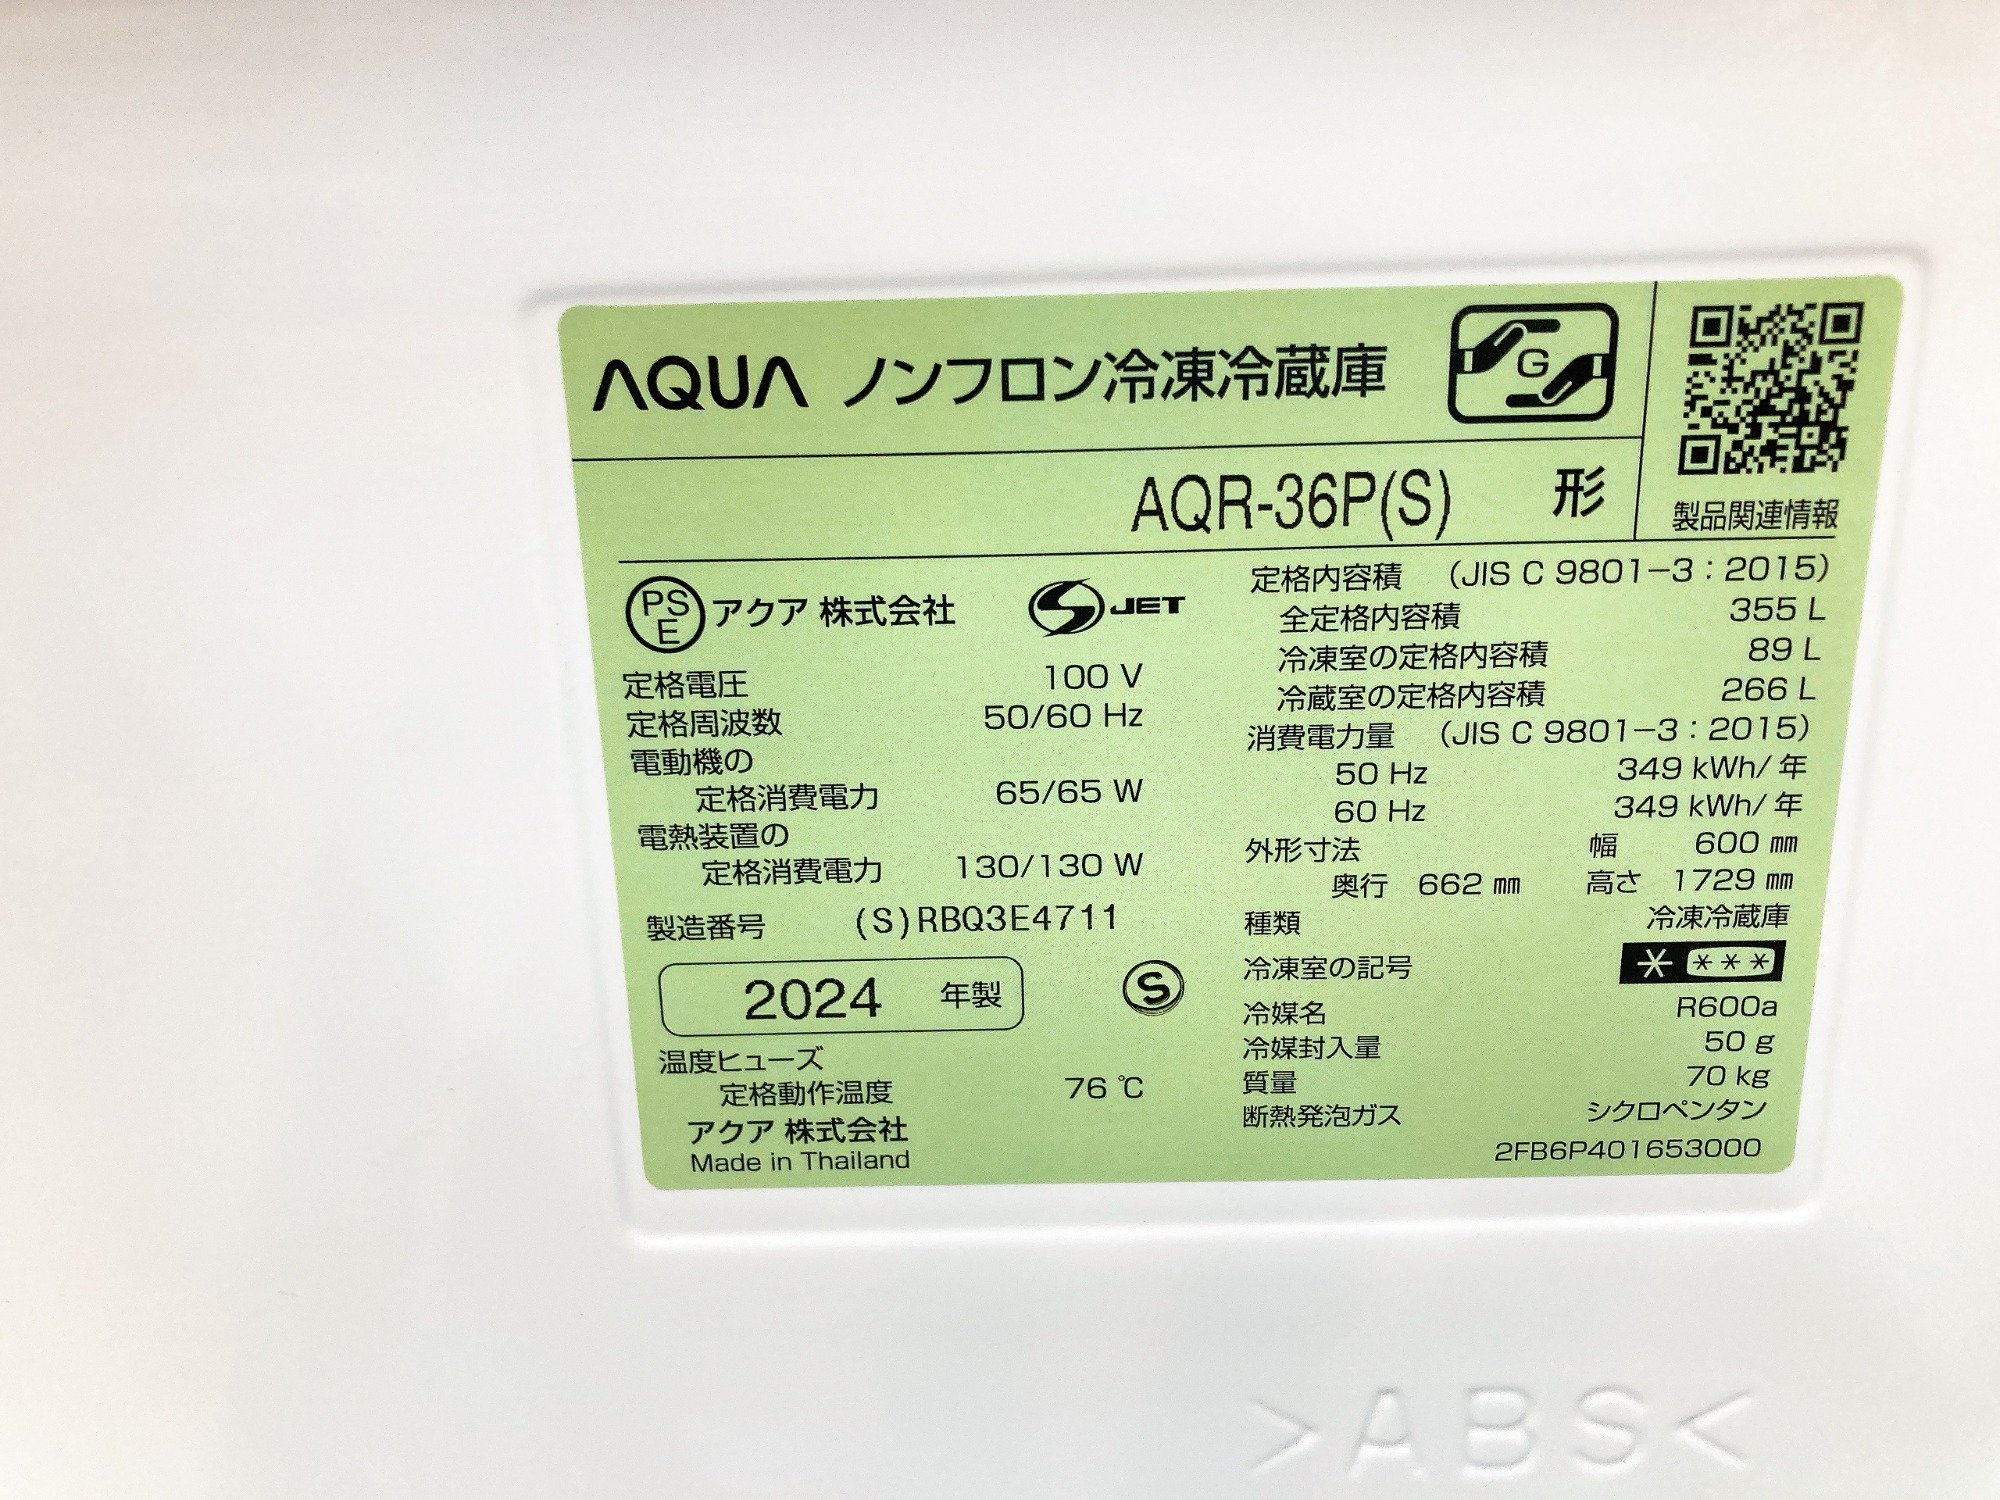 AQUA ノンフロン冷凍冷蔵庫
G
AQR-36P(S) 形
製品関連情報
PS
E
アクア 株式会社
S JET
定格電圧 100 V
定格周波数 50/60 Hz
電動機の
定格消費電力 65/65 W
電熱装置の
定格消費電力 130/130 W
製造番号 (S)RBQ3E4711
2024 年製
S
温度ヒューズ
定格動作温度 76 ℃
アクア 株式会社
Made in Thailand
定格内容積 (JIS C 9801-3：2015)
全定格内容積 355 L
冷凍室の定格内容積 89 L
冷蔵室の定格内容積 266 L
消費電力量 (JIS C 9801-3：2015)
50 Hz 349 kWh/年
60 Hz 349 kWh/年
外形寸法 幅 600 ㎜
奥行 662 ㎜ 高さ 1729 ㎜
種類 冷凍冷蔵庫
冷凍室の記号 * ***
冷媒名 R600a
冷媒封入量 50 g
質量 70 kg
断熱発泡ガス シクロペンタン
2FB6P401653000
>ABS<